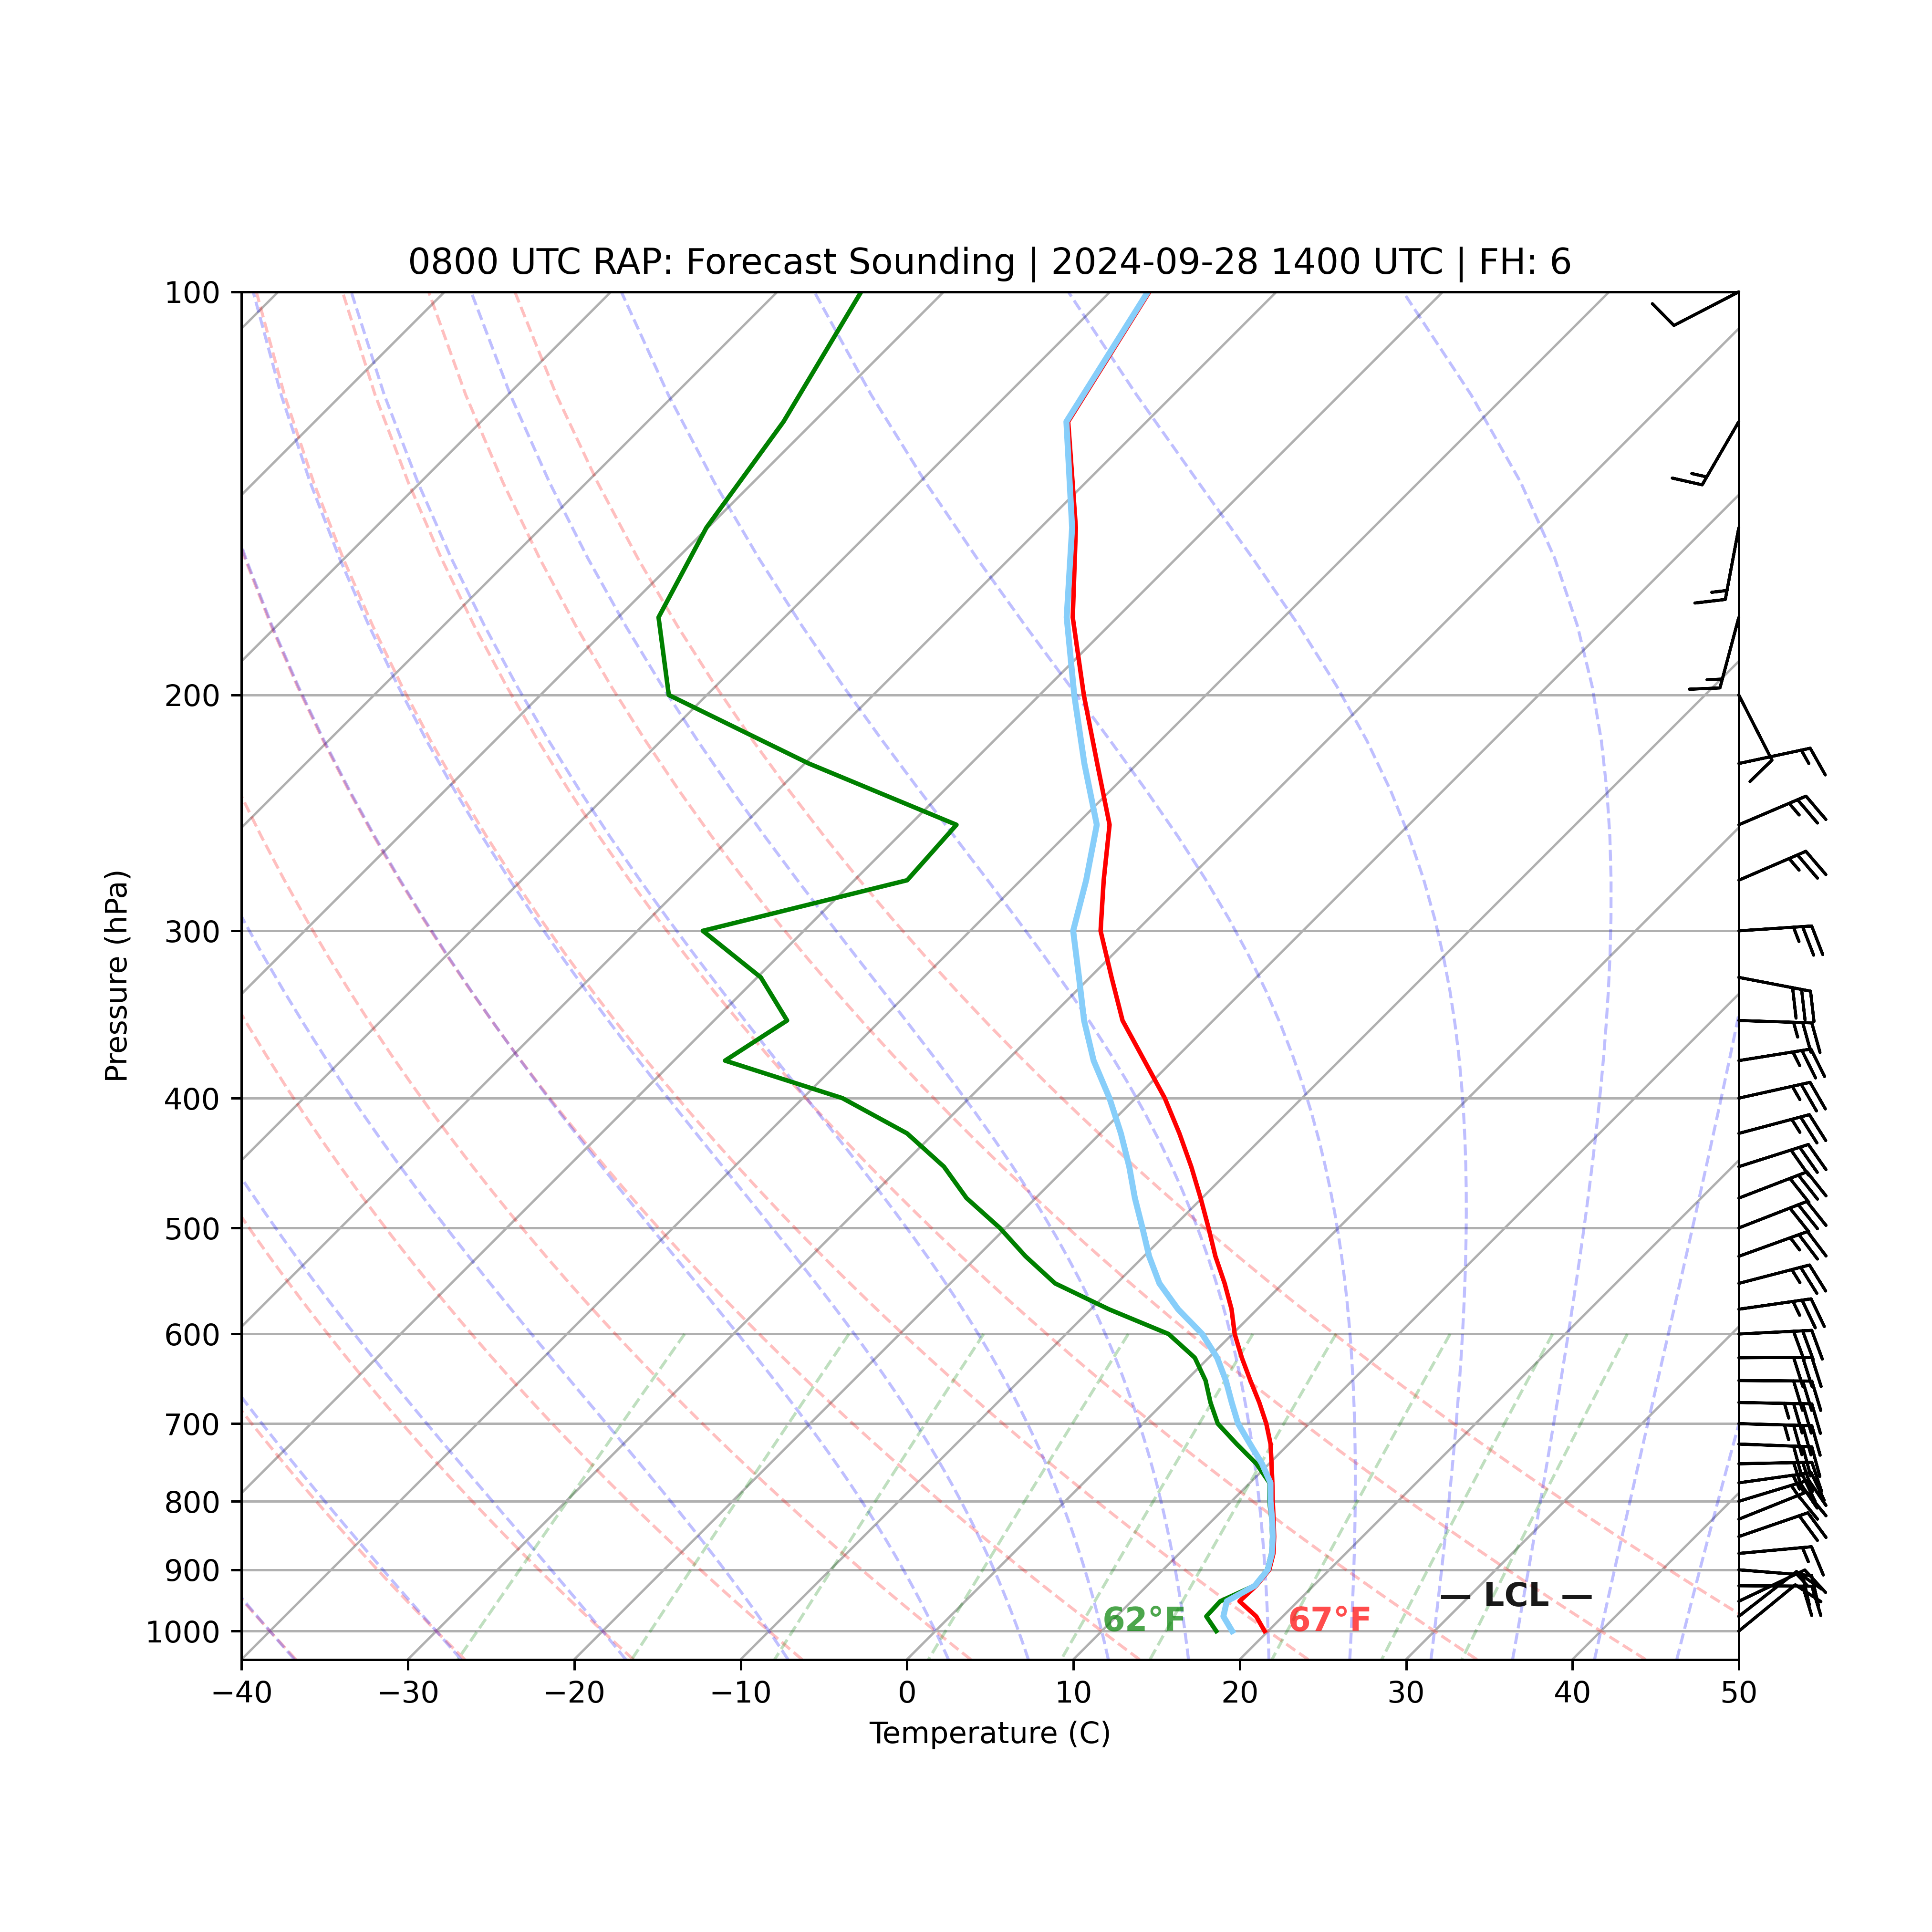 0800 UTC RAP: Forecast Sounding | 2024-09-28 1400 UTC | FH: 6
100
200
300
400
500
600
700
800
900
1000
Pressure (hPa)
— LCL —
62°F
67°F
−40 −30 −20 −10 0 10 20 30 40 50
Temperature (C)